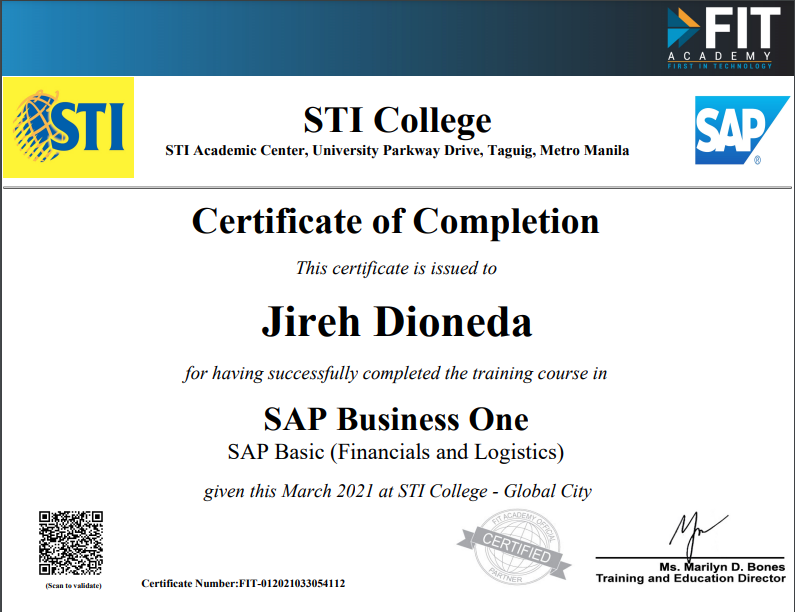 FIT
ACADEMY
FIRST IN TECHNOLOGY
STI
STI College
STI Academic Center, University Parkway Drive, Taguig, Metro Manila
SAP
®
Certificate of Completion
This certificate is issued to
Jireh Dioneda
for having successfully completed the training course in
SAP Business One
SAP Basic (Financials and Logistics)
given this March 2021 at STI College - Global City
FIT ACADEMY OFFICIAL
CERTIFIED
PARTNER
(Scan to validate)
Certificate Number:FIT-012021033054112
Ms. Marilyn D. Bones
Training and Education Director